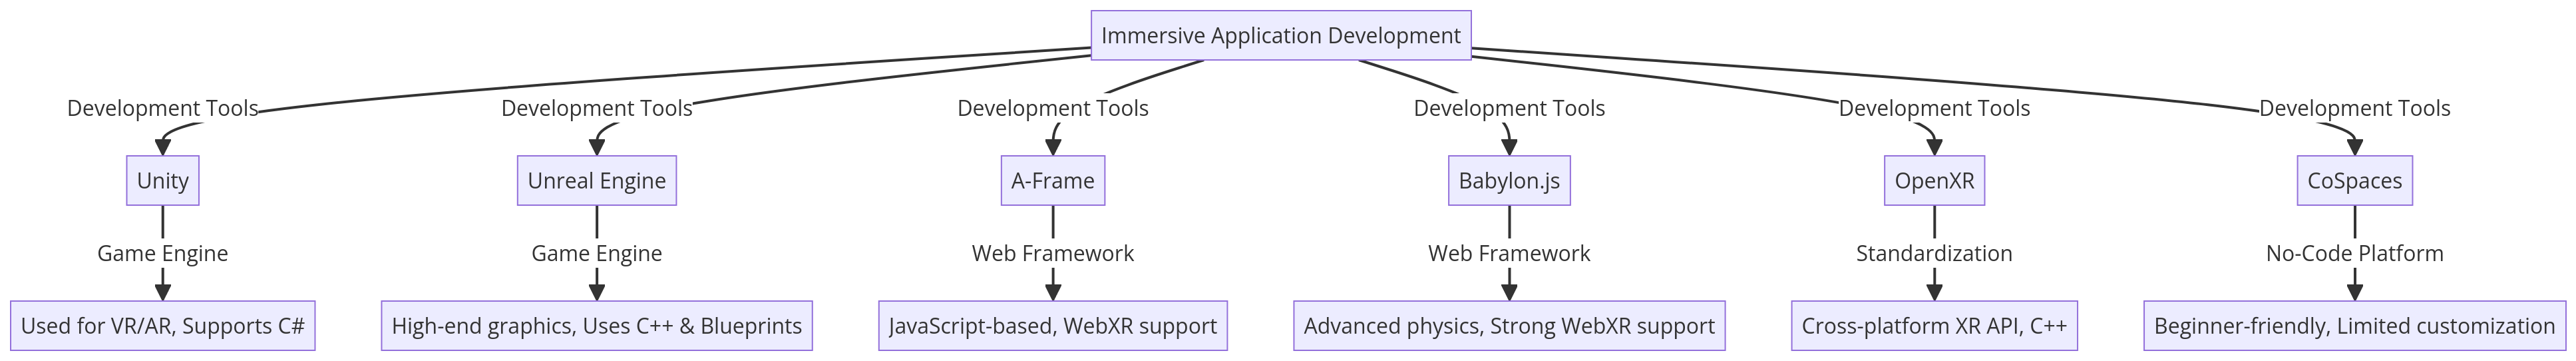 Immersive Application Development
Development Tools
Development Tools
Development Tools
Development Tools
Development Tools
Development Tools
Unity
Unreal Engine
A-Frame
Babylon.js
OpenXR
CoSpaces
Game Engine
Game Engine
Web Framework
Web Framework
Standardization
No-Code Platform
Used for VR/AR, Supports C#
High-end graphics, Uses C++ & Blueprints
JavaScript-based, WebXR support
Advanced physics, Strong WebXR support
Cross-platform XR API, C++
Beginner-friendly, Limited customization